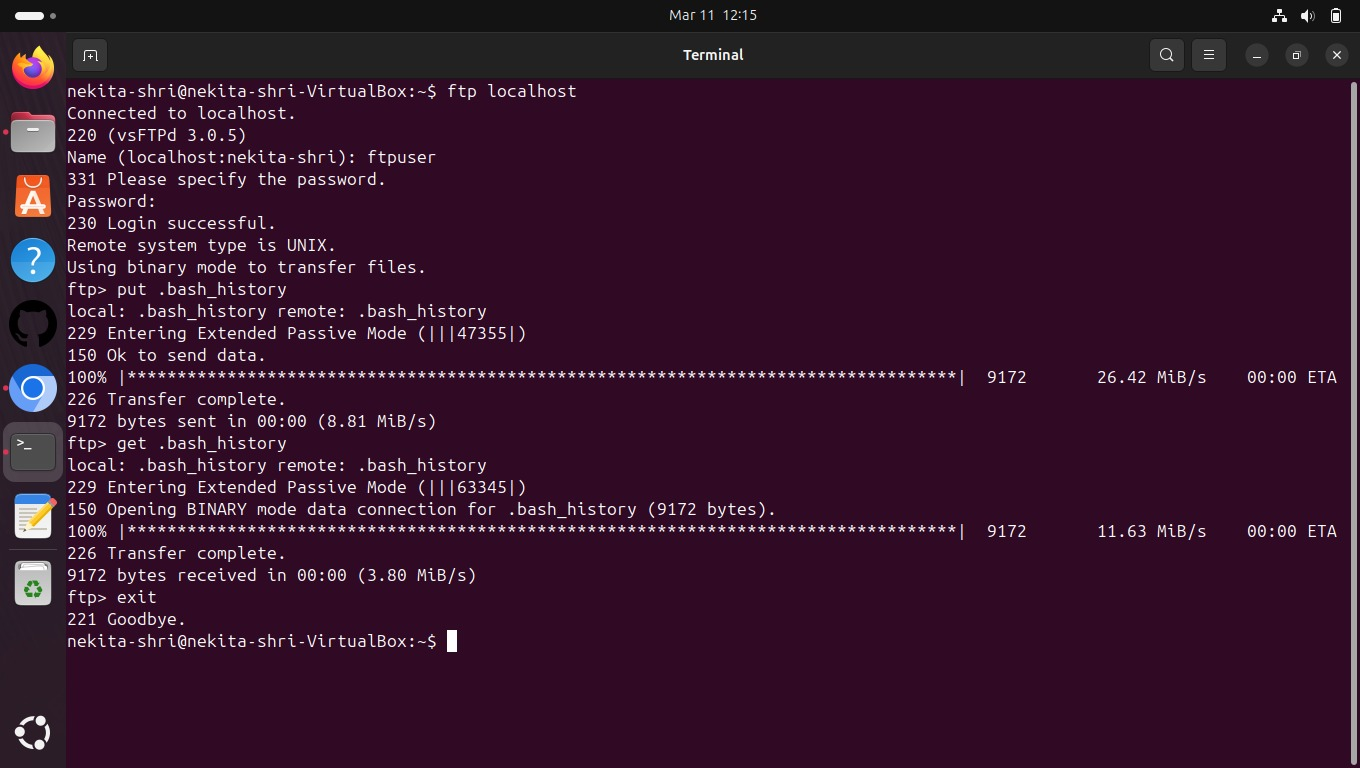 Mar 11 12:15
Terminal
nekita-shri@nekita-shri-VirtualBox:~$ ftp localhost
Connected to localhost.
220 (vsFTPd 3.0.5)
Name (localhost:nekita-shri): ftpuser
331 Please specify the password.
Password:
230 Login successful.
Remote system type is UNIX.
Using binary mode to transfer files.
ftp> put .bash_history
local: .bash_history remote: .bash_history
229 Entering Extended Passive Mode (|||47355|)
150 Ok to send data.
100% |***********************************************************************************|  9172       26.42 MiB/s    00:00 ETA
226 Transfer complete.
9172 bytes sent in 00:00 (8.81 MiB/s)
ftp> get .bash_history
local: .bash_history remote: .bash_history
229 Entering Extended Passive Mode (|||63345|)
150 Opening BINARY mode data connection for .bash_history (9172 bytes).
100% |***********************************************************************************|  9172       11.63 MiB/s    00:00 ETA
226 Transfer complete.
9172 bytes received in 00:00 (3.80 MiB/s)
ftp> exit
221 Goodbye.
nekita-shri@nekita-shri-VirtualBox:~$